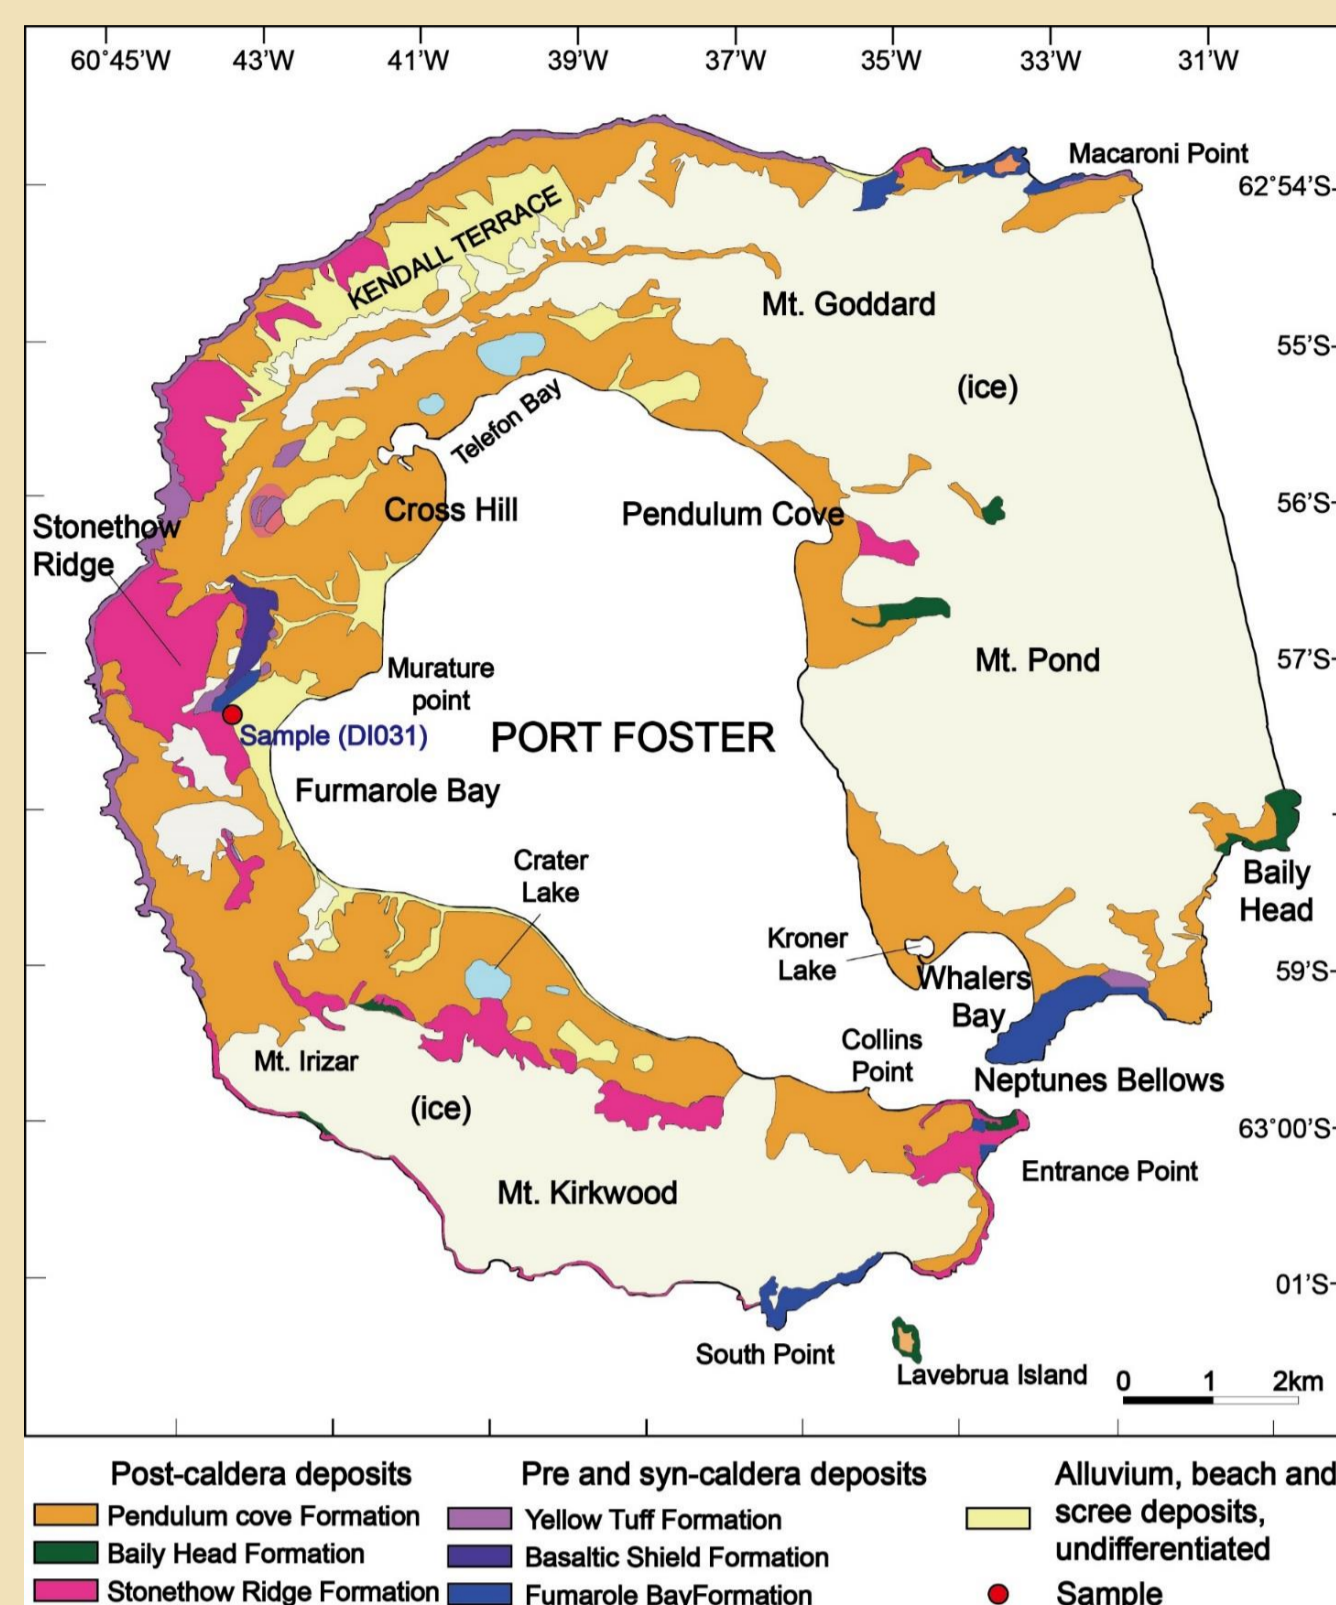 60°45'W 43'W 41'W 39'W 37'W 35'W 33'W 31'W
Macaroni Point
62°54'S
KENDALL TERRACE
Mt. Goddard
55'S
(ice)
Telefon Bay
Cross Hill
Pendulum Cove
56'S
Stonethow
Ridge
Mt. Pond
57'S
Murature
point
Sample (DI031)
PORT FOSTER
Furmarole Bay
Crater
Lake
Baily
Head
Kroner
Lake
Whalers
Bay
59'S
Collins
Point
Mt. Irizar
Neptunes Bellows
(ice)
63°00'S
Entrance Point
Mt. Kirkwood
01'S
South Point
Lavebrua Island
0 1 2km
Post-caldera deposits
Pendulum cove Formation
Baily Head Formation
Stonethow Ridge Formation
Pre and syn-caldera deposits
Yellow Tuff Formation
Basaltic Shield Formation
Fumarole BayFormation
Alluvium, beach and
scree deposits,
undifferentiated
Sample